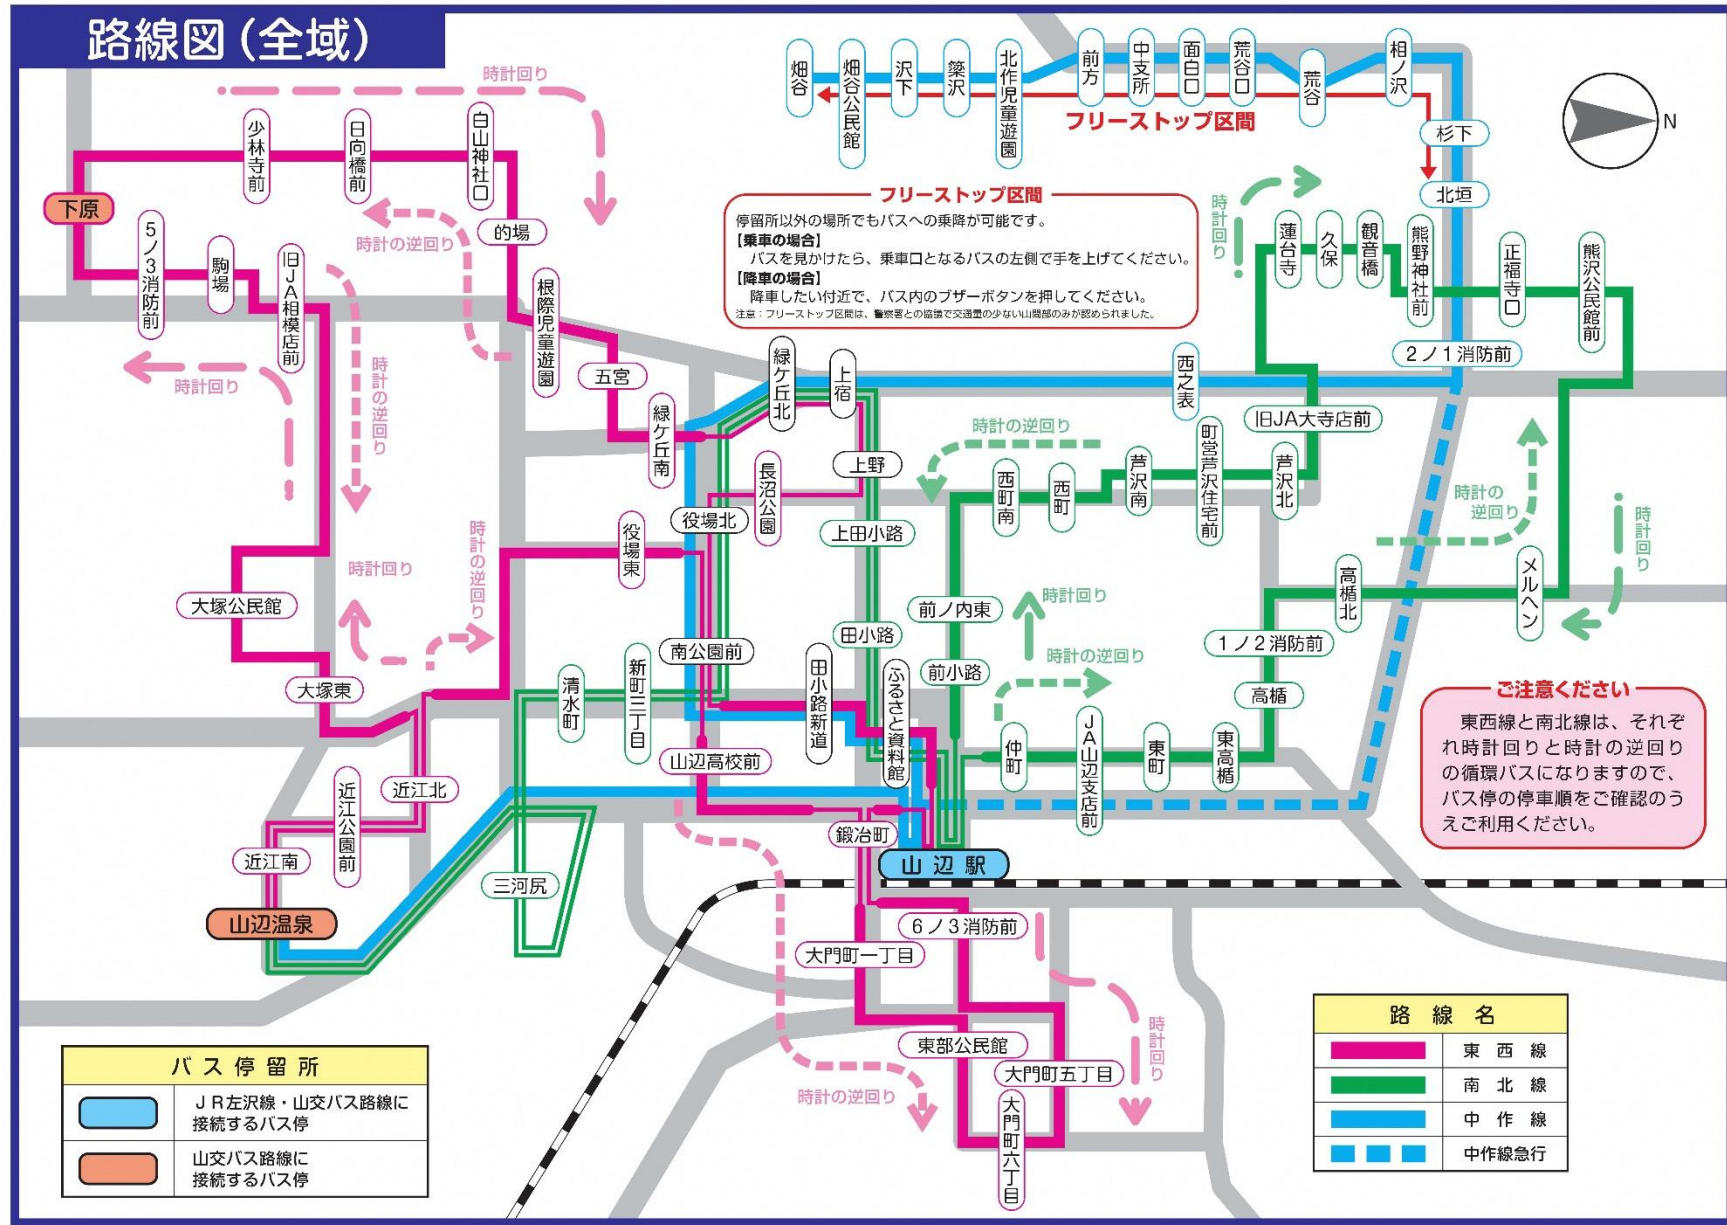 路線図（全域）
時計回り
畑谷
畑谷公民館
沢下
簗沢
北作児童遊園
前方
中支所
面白口
荒谷口
荒谷
相ノ沢
フリーストップ区間
杉下
北垣
N
少林寺前
日向橋前
白山神社口
下原
5ノ3消防前
駒場
旧JA相模店前
的場
時計の逆回り
根際児童遊園
五宮
緑ケ丘南
時計回り
時計の逆回り
フリーストップ区間
停留所以外の場所でもバスへの乗降が可能です。
【乗車の場合】
バスを見かけたら、乗車口となるバスの左側で手を上げてください。
【降車の場合】
降車したい付近で、バス内のブザーボタンを押してください。
注意：フリーストップ区間は、警察署との協議で交通量の少ない山間部のみが認められました。
時計回り
蓮台寺
久保
観音橋
熊野神社前
正福寺口
熊沢公民館前
2ノ1消防前
緑ケ丘北
上宿
西之表
旧JA大寺店前
時計の逆回り
上野
長沼公園
役場北
役場東
上田小路
西町南
西町
芦沢南
町営芦沢住宅前
芦沢北
時計の
逆回り
時計回り
時計回り
時計の逆回り
大塚公民館
大塚東
前ノ内東
時計回り
高楯北
メルヘン
1ノ2消防前
田小路
南公園前
新町三丁目
清水町
田小路新道
ふるさと資料館
前小路
時計の逆回り
高楯
仲町
JA山辺支店前
東町
東高楯
山辺高校前
近江北
近江公園前
近江南
鍛冶町
山辺駅
三河尻
山辺温泉
ご注意ください
東西線と南北線は、それぞ
れ時計回りと時計の逆回り
の循環バスになりますので、
バス停の停車順をご確認のう
えご利用ください。
6ノ3消防前
大門町一丁目
東部公民館
大門町五丁目
大門町六丁目
時計回り
時計の逆回り
バス停留所
JR左沢線・山交バス路線に
接続するバス停
山交バス路線に
接続するバス停
路線名
東西線
南北線
中作線
中作線急行